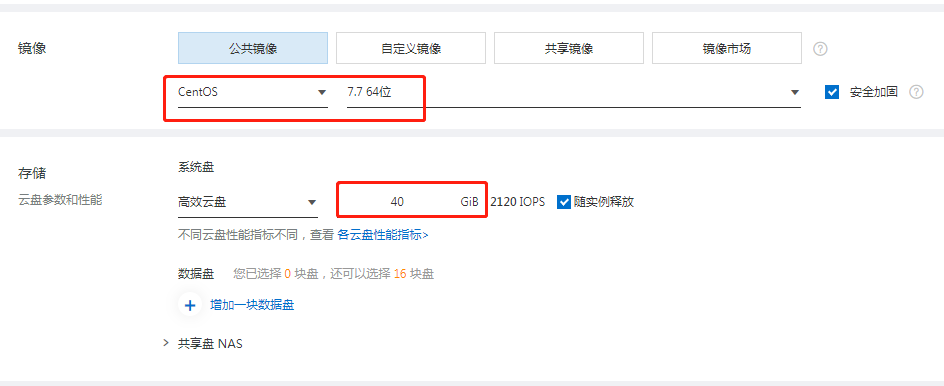 镜像 公共镜像 自定义镜像 共享镜像 镜像市场 ?
CentOS 7.7 64位 安全加固 ?
系统盘
存储
云盘参数和性能 高效云盘 40 GiB 2120 IOPS 随实例释放
不同云盘性能指标不同，查看 各云盘性能指标>
数据盘 您已选择 0 块盘，还可以选择 16 块盘
+ 增加一块数据盘
> 共享盘 NAS